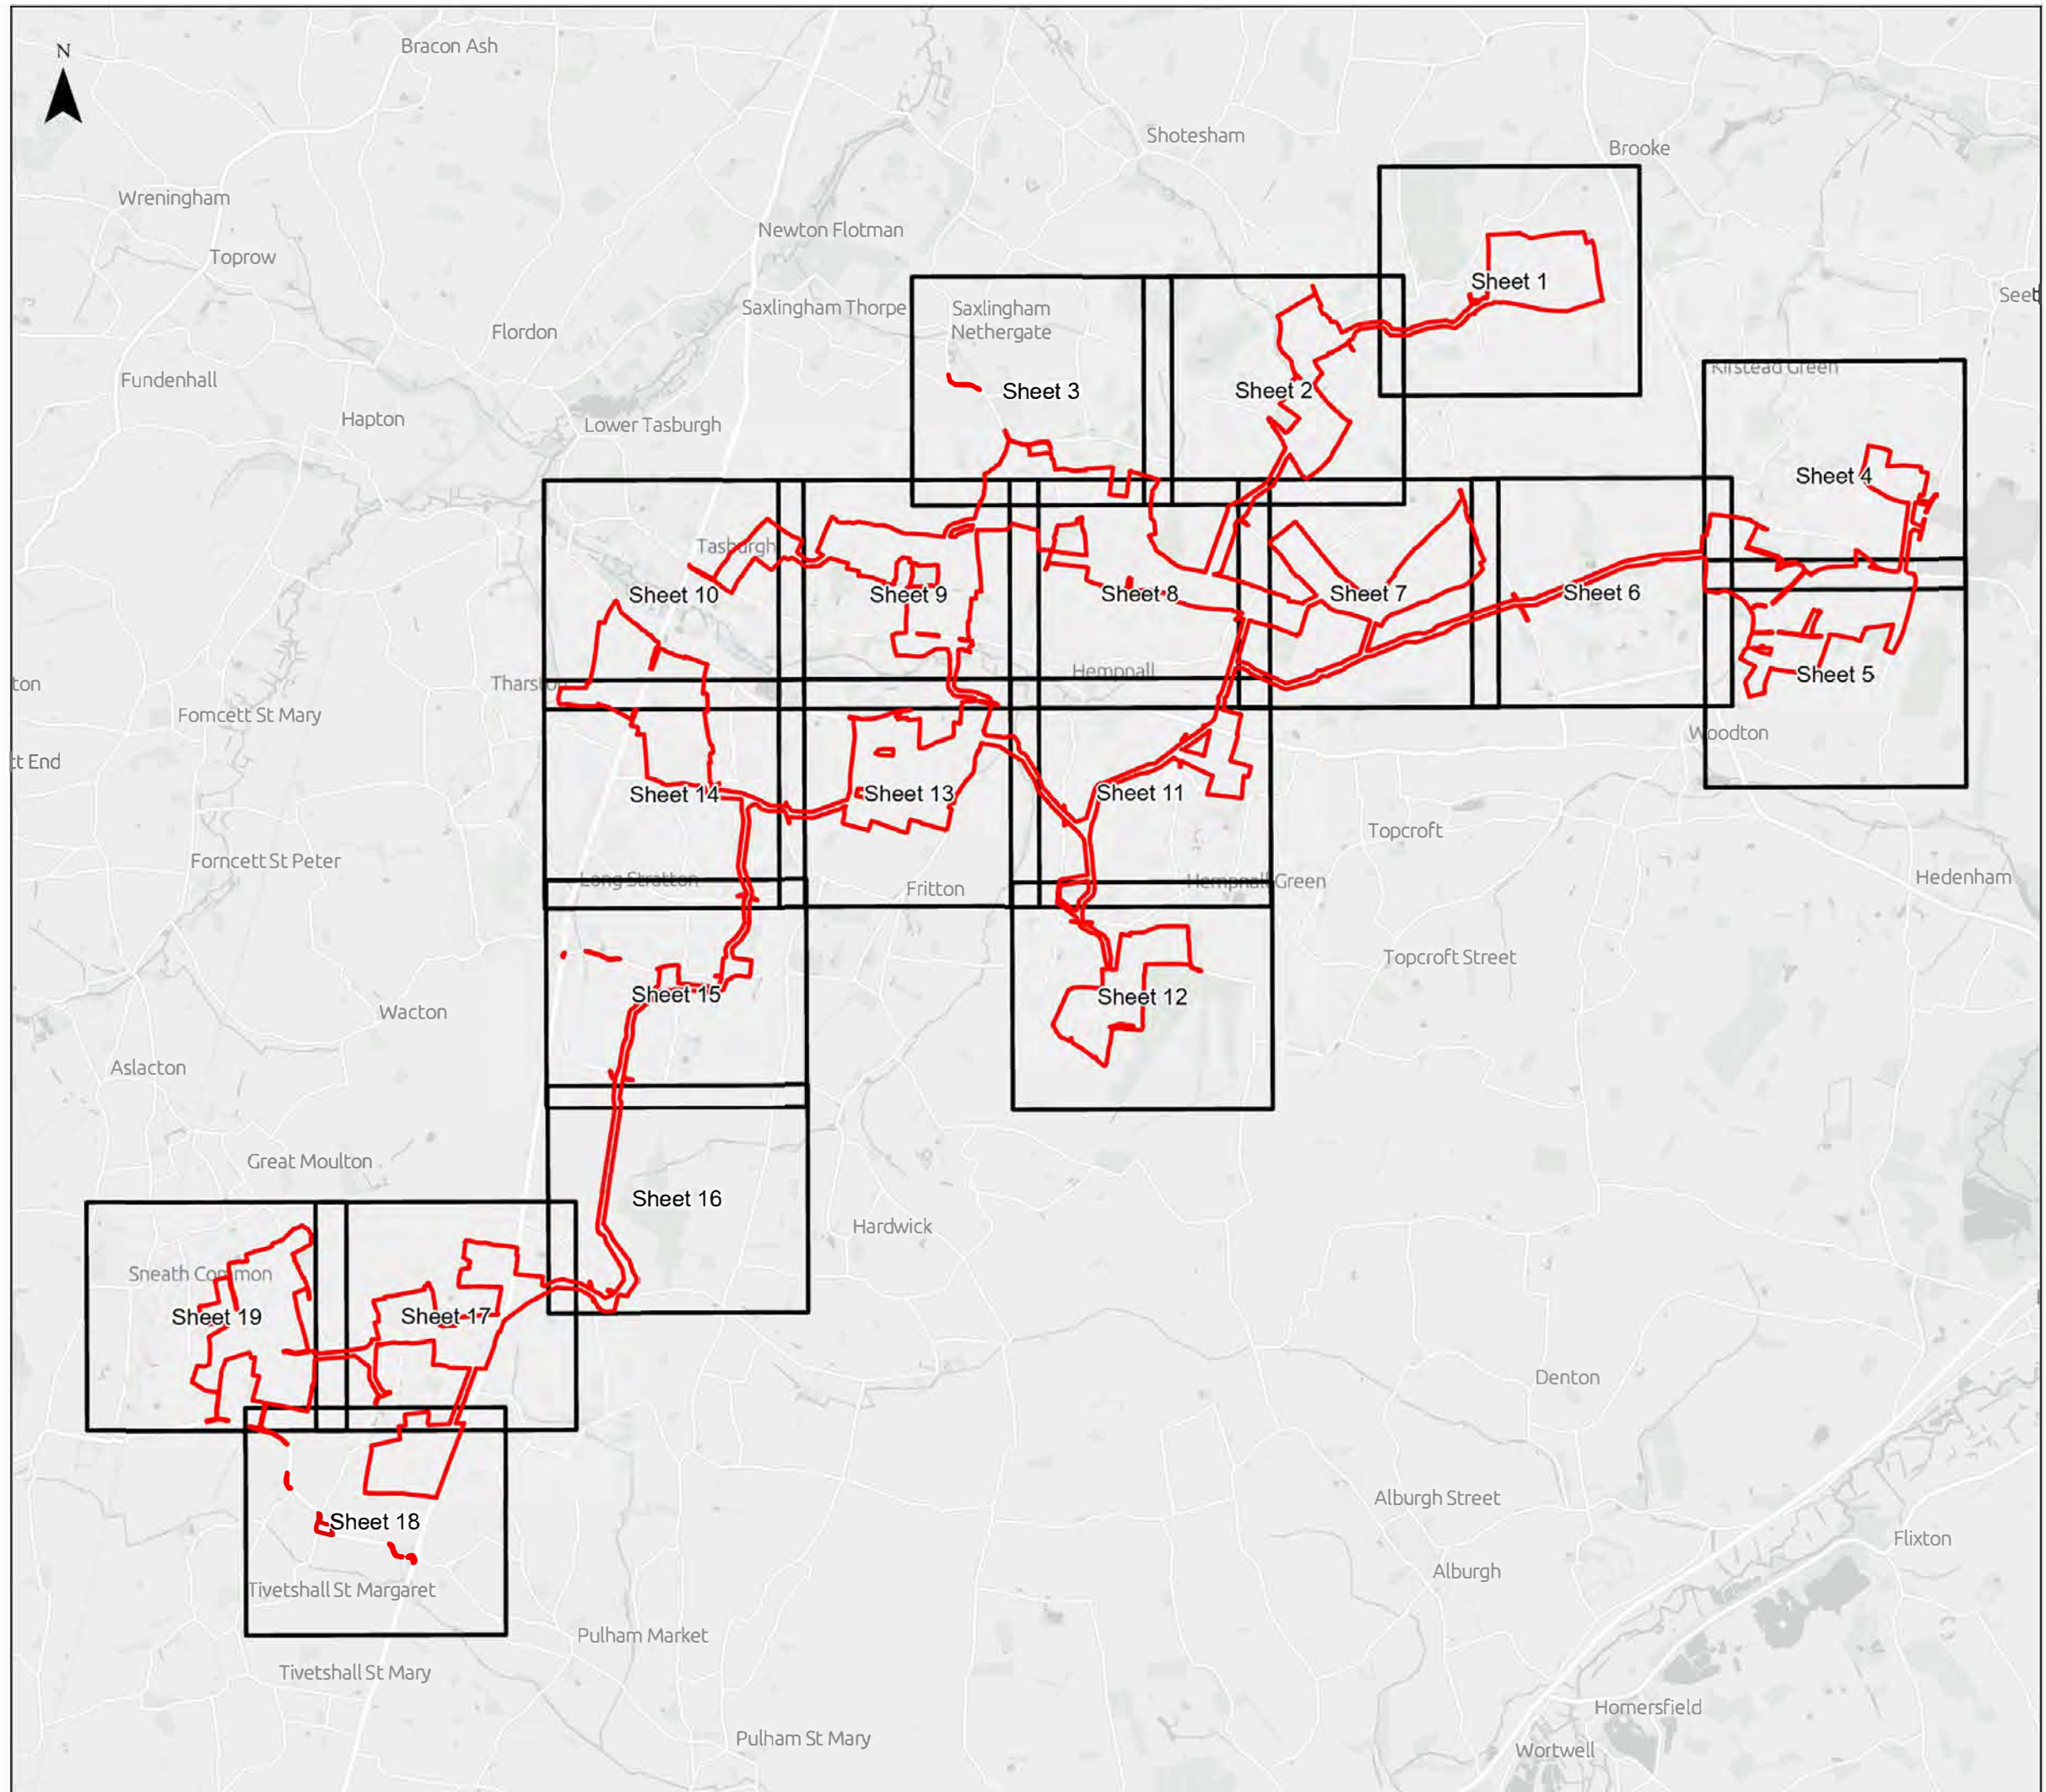 N
Bracon Ash
Shotesham
Brooke
Wreningham
Newton Flotman
Toprow
Sheet 1
Seet
Saxlingham Thorpe
Saxlingham
Nethergate
Flordon
Kirstead Green
Fundenhall
Sheet 3
Sheet 2
Hapton
Lower Tasburgh
Sheet 4
Tasburgh
Sheet 10
Sheet 9
Sheet 8
Sheet 7
Sheet 6
Hempnall
Sheet 5
ton
Tharston
Fomcett St Mary
Woodton
tt End
Sheet 14
Sheet 13
Sheet 11
Topcroft
Forncett St Peter
Long Stratton
Fritton
Hempnall Green
Hedenham
Topcroft Street
Sheet 15
Sheet 12
Wacton
Aslacton
Great Moulton
Sheet 16
Hardwick
Sneath Common
Sheet 19
Sheet 17
Denton
Alburgh Street
Sheet 18
Flixton
Alburgh
Tivetshall St Margaret
Pulham Market
Tivetshall St Mary
Homersfield
Pulham St Mary
Wortwell